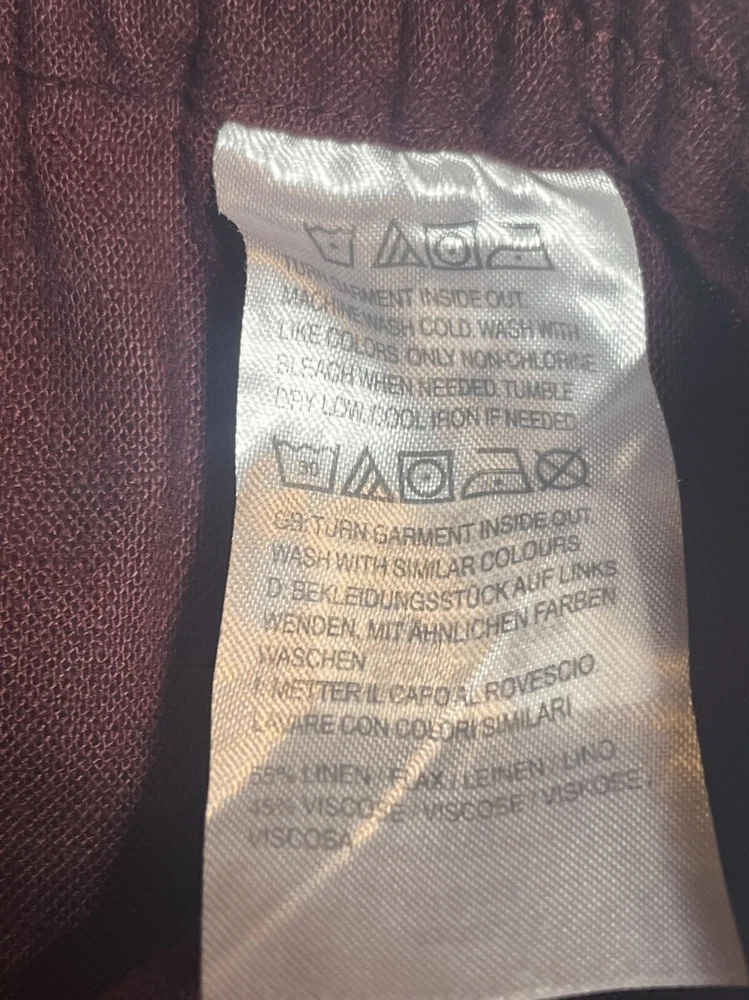 TURN GARMENT INSIDE OUT.
MACHINE WASH COLD. WASH WITH
LIKE COLORS. ONLY NON-CHLORINE
BLEACH WHEN NEEDED. TUMBLE
DRY LOW. COOL IRON IF NEEDED.
30
GB: TURN GARMENT INSIDE OUT.
WASH WITH SIMILAR COLOURS
D: BEKLEIDUNGSSTÜCK AUF LINKS
WENDEN. MIT ÄHNLICHEN FARBEN
WASCHEN
I: METTER IL CAPO AL ROVESCIO.
LAVARE CON COLORI SIMILARI
55% LINEN / FLAX / LEINEN / LINO.
45% VISCOSE / VISCOSE / VISKOSE /
VISCOSA